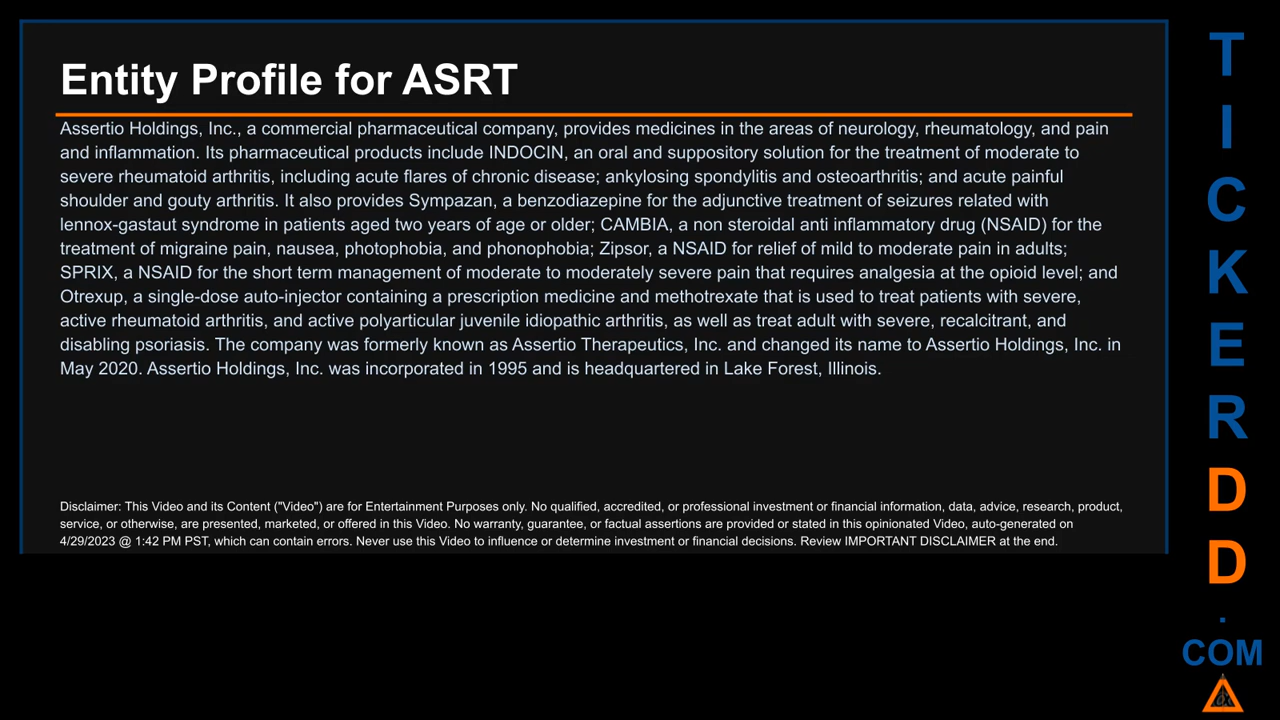 Entity Profile for ASRT
Assertio Holdings, Inc., a commercial pharmaceutical company, provides medicines in the areas of neurology, rheumatology, and pain
and inflammation. Its pharmaceutical products include INDOCIN, an oral and suppository solution for the treatment of moderate to
severe rheumatoid arthritis, including acute flares of chronic disease; ankylosing spondylitis and osteoarthritis; and acute painful
shoulder and gouty arthritis. It also provides Sympazan, a benzodiazepine for the adjunctive treatment of seizures related with
lennox-gastaut syndrome in patients aged two years of age or older; CAMBIA, a non steroidal anti inflammatory drug (NSAID) for the
treatment of migraine pain, nausea, photophobia, and phonophobia; Zipsor, a NSAID for relief of mild to moderate pain in adults;
SPRIX, a NSAID for the short term management of moderate to moderately severe pain that requires analgesia at the opioid level; and
Otrexup, a single-dose auto-injector containing a prescription medicine and methotrexate that is used to treat patients with severe,
active rheumatoid arthritis, and active polyarticular juvenile idiopathic arthritis, as well as treat adult with severe, recalcitrant, and
disabling psoriasis. The company was formerly known as Assertio Therapeutics, Inc. and changed its name to Assertio Holdings, Inc. in
May 2020. Assertio Holdings, Inc. was incorporated in 1995 and is headquartered in Lake Forest, Illinois.
Disclaimer: This Video and its Content ("Video") are for Entertainment Purposes only. No qualified, accredited, or professional investment or financial information, data, advice, research, product,
service, or otherwise, are presented, marketed, or offered in this Video. No warranty, guarantee, or factual assertions are provided or stated in this opinionated Video, auto-generated on
4/29/2023 @ 1:42 PM PST, which can contain errors. Never use this Video to influence or determine investment or financial decisions. Review IMPORTANT DISCLAIMER at the end.
T
I
C
K
E
R
D
D
.
COM